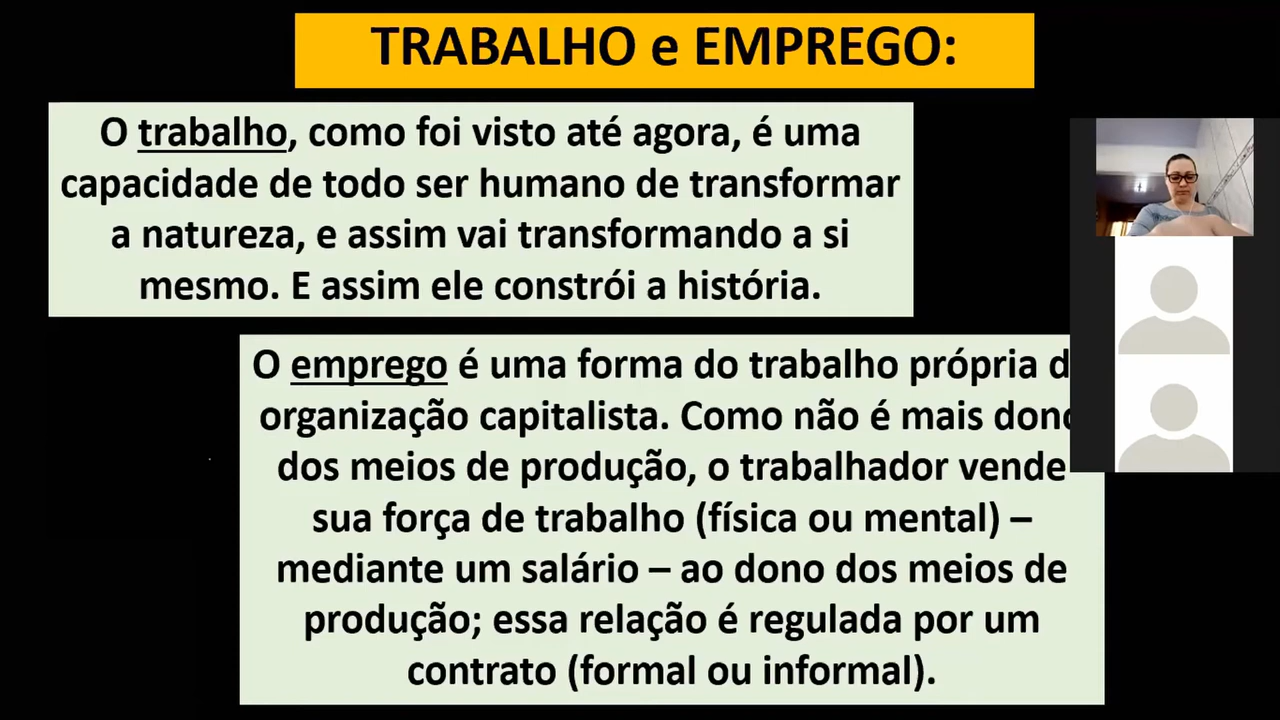 TRABALHO e EMPREGO:
O trabalho, como foi visto até agora, é uma
capacidade de todo ser humano de transformar
a natureza, e assim vai transformando a si
mesmo. E assim ele constrói a história.
O emprego é uma forma do trabalho própria
organização capitalista. Como não é mais
dos meios de produção, o trabalhador vende
sua força de trabalho (física ou mental) –
mediante um salário – ao dono dos meios de
produção; essa relação é regulada por um
contrato (formal ou informal).